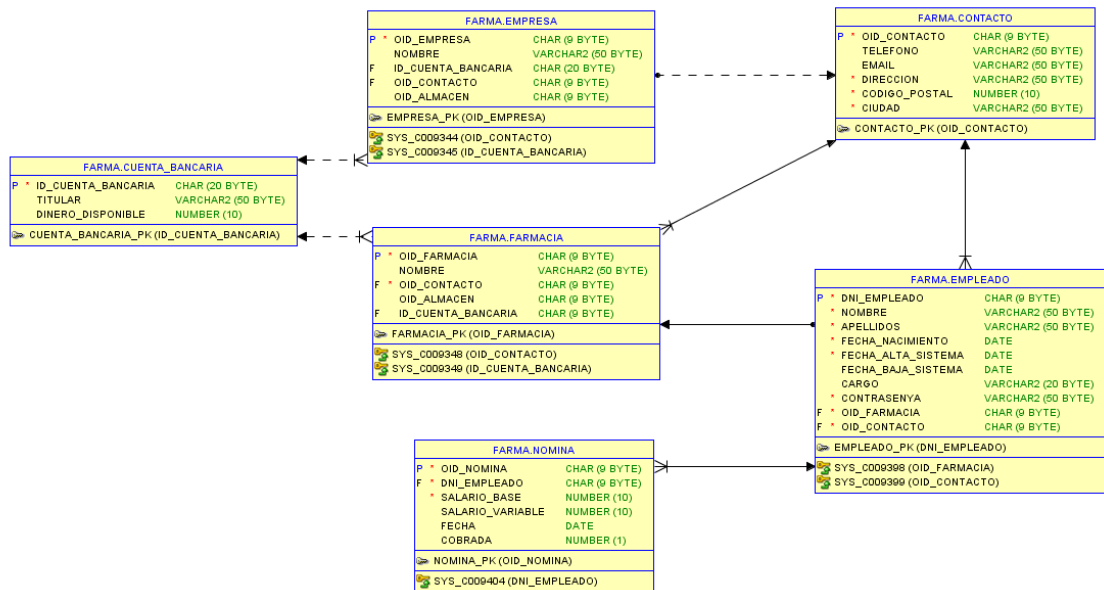 FARMA.EMPRESA
P * OID_EMPRESA CHAR (9 BYTE)
NOMBRE VARCHAR2 (50 BYTE)
F ID_CUENTA_BANCARIA CHAR (20 BYTE)
F OID_CONTACTO CHAR (9 BYTE)
OID_ALMACEN CHAR (9 BYTE)
EMPRESA_PK (OID_EMPRESA)
SYS_C009344 (OID_CONTACTO)
SYS_C009345 (ID_CUENTA_BANCARIA)
FARMA.CONTACTO
P * OID_CONTACTO CHAR (9 BYTE)
TELEFONO VARCHAR2 (50 BYTE)
EMAIL VARCHAR2 (50 BYTE)
* DIRECCION VARCHAR2 (50 BYTE)
* CODIGO_POSTAL NUMBER (10)
* CIUDAD VARCHAR2 (50 BYTE)
CONTACTO_PK (OID_CONTACTO)
FARMA.CUENTA_BANCARIA
P * ID_CUENTA_BANCARIA CHAR (20 BYTE)
TITULAR VARCHAR2 (50 BYTE)
DINERO_DISPONIBLE NUMBER (10)
CUENTA_BANCARIA_PK (ID_CUENTA_BANCARIA)
FARMA.FARMACIA
P * OID_FARMACIA CHAR (9 BYTE)
NOMBRE VARCHAR2 (50 BYTE)
F * OID_CONTACTO CHAR (9 BYTE)
OID_ALMACEN CHAR (9 BYTE)
F ID_CUENTA_BANCARIA CHAR (9 BYTE)
FARMACIA_PK (OID_FARMACIA)
SYS_C009348 (OID_CONTACTO)
SYS_C009349 (ID_CUENTA_BANCARIA)
FARMA.EMPLEADO
P * DNI_EMPLEADO CHAR (9 BYTE)
* NOMBRE VARCHAR2 (50 BYTE)
* APELLIDOS VARCHAR2 (50 BYTE)
* FECHA_NACIMIENTO DATE
* FECHA_ALTA_SISTEMA DATE
FECHA_BAJA_SISTEMA DATE
CARGO VARCHAR2 (20 BYTE)
* CONTRASENYA VARCHAR2 (50 BYTE)
F * OID_FARMACIA CHAR (9 BYTE)
F * OID_CONTACTO CHAR (9 BYTE)
EMPLEADO_PK (DNI_EMPLEADO)
SYS_C009398 (OID_FARMACIA)
SYS_C009399 (OID_CONTACTO)
FARMA.NOMINA
P * OID_NOMINA CHAR (9 BYTE)
F * DNI_EMPLEADO CHAR (9 BYTE)
* SALARIO_BASE NUMBER (10)
SALARIO_VARIABLE NUMBER (10)
FECHA DATE
COBRADA NUMBER (1)
NOMINA_PK (OID_NOMINA)
SYS_C009404 (DNI_EMPLEADO)